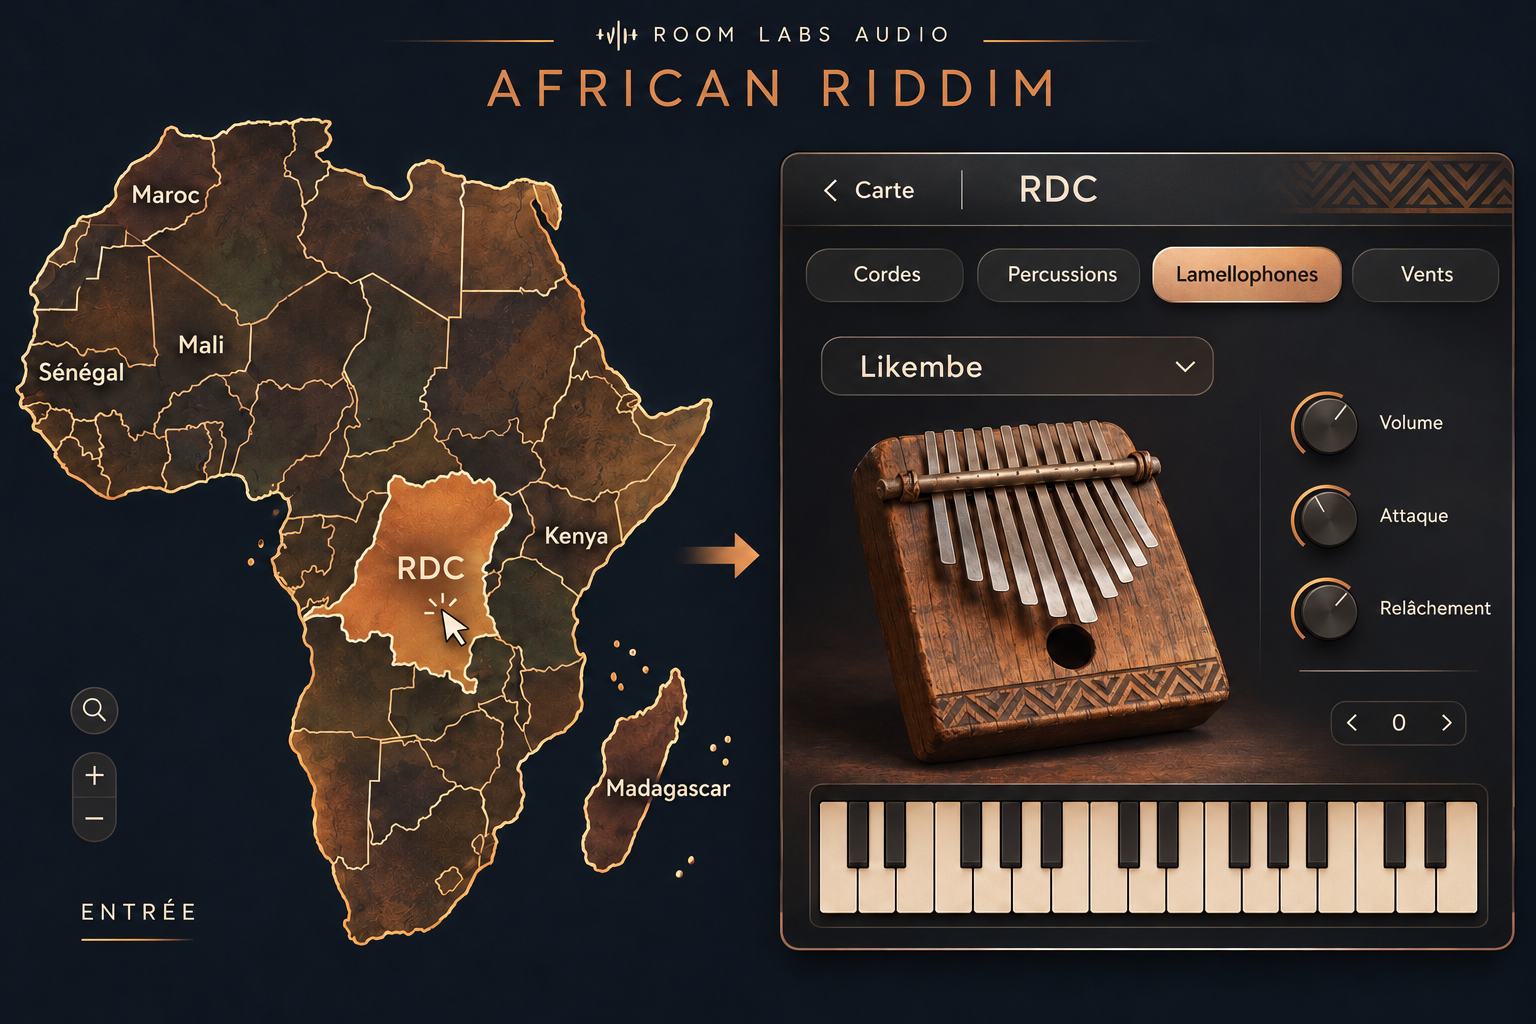 ROOM LABS AUDIO
AFRICAN RIDDIM
Maroc
Mali
Sénégal
RDC
Kenya
Madagascar
ENTRÉE
Carte
RDC
Cordes
Percussions
Lamellophones
Vents
Likembe
Volume
Attaque
Relâchement
0